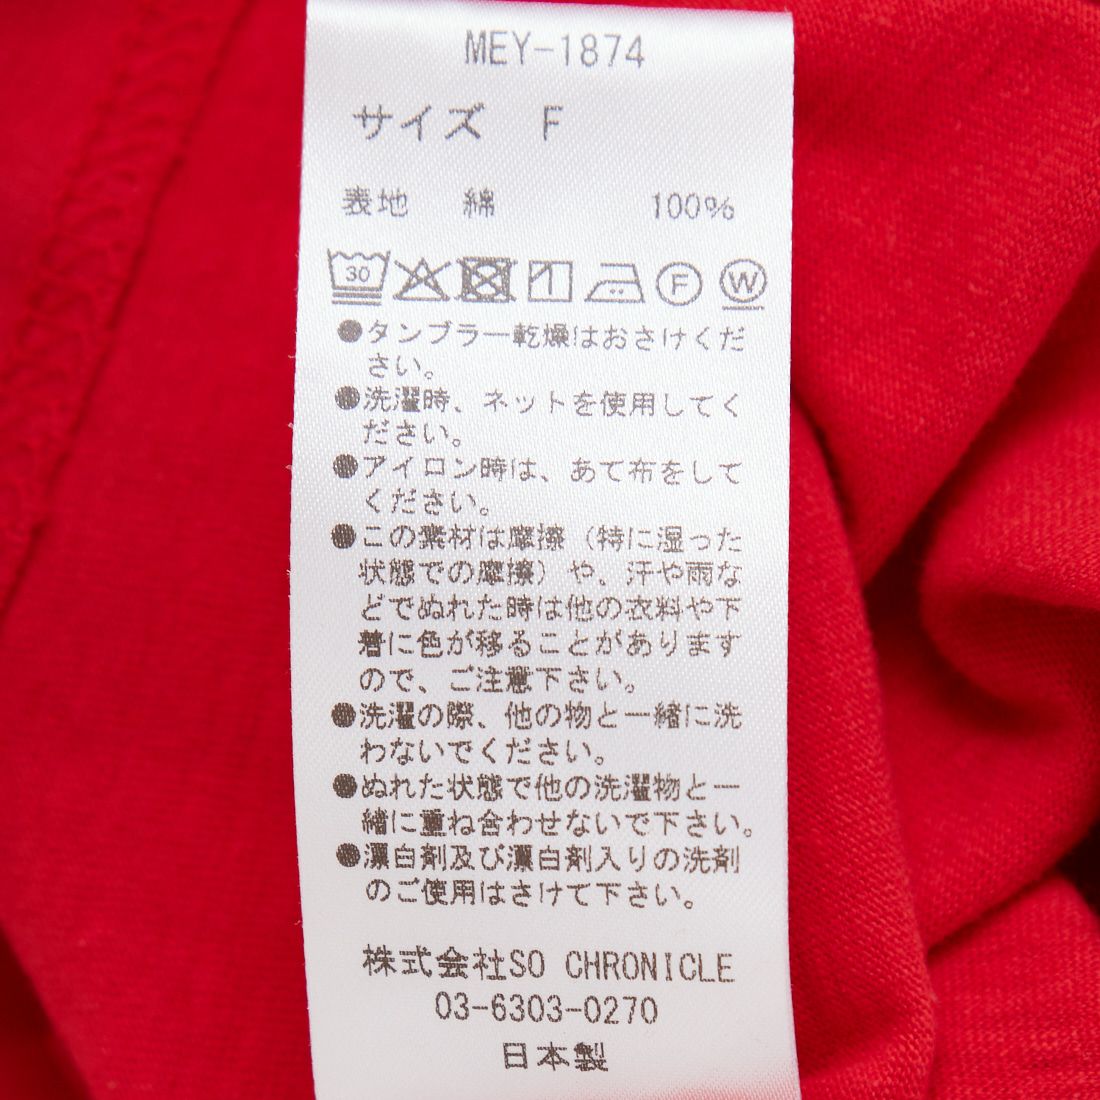 MEY-1874
サイズ F
表地 綿 100%
30 F W
●タンブラー乾燥はおさけくだ
さい。
●洗濯時、ネットを使用してく
ださい。
●アイロン時は、あて布をして
ください。
●この素材は摩擦（特に湿った
状態での摩擦）や、汗や雨な
どでぬれた時は他の衣料や下
着に色が移ることがあります
ので、ご注意下さい。
●洗濯の際、他の物と一緒に洗
わないでください。
●ぬれた状態で他の洗濯物と一
緒に重ね合わせないで下さい。
●漂白剤及び漂白剤入りの洗剤
のご使用はさけて下さい。
株式会社SO CHRONICLE
03-6303-0270
日本製